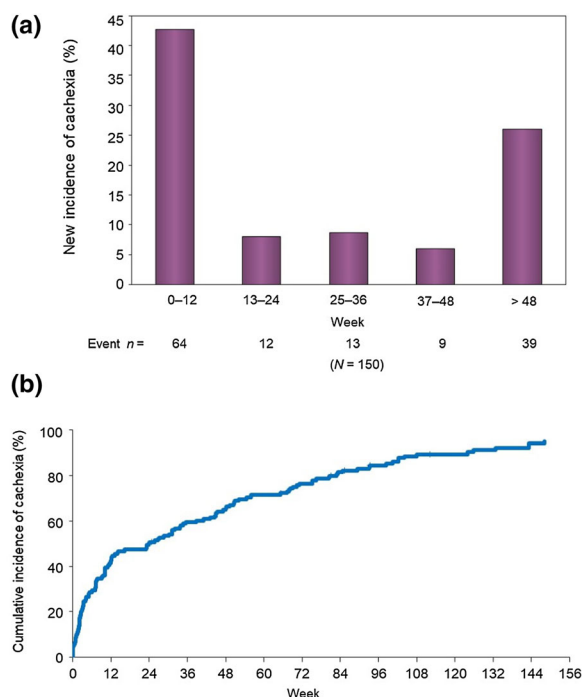 (a)
New incidence of cachexia (%)
45
40
35
30
25
20
15
10
5
0
0–12 13–24 25–36 37–48 > 48
Week
Event n = 64 12 13 9 39
(N = 150)
(b)
Cumulative incidence of cachexia (%)
100
80
60
40
20
0
0 12 24 36 48 60 72 84 96 108 120 132 144 156
Week